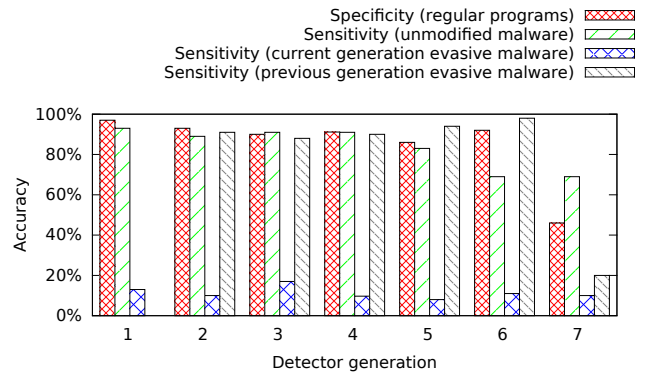 Specificity (regular programs)
Sensitivity (unmodified malware)
Sensitivity (current generation evasive malware)
Sensitivity (previous generation evasive malware)
100%
80%
60%
40%
20%
0%
Accuracy
1 2 3 4 5 6 7
Detector generation